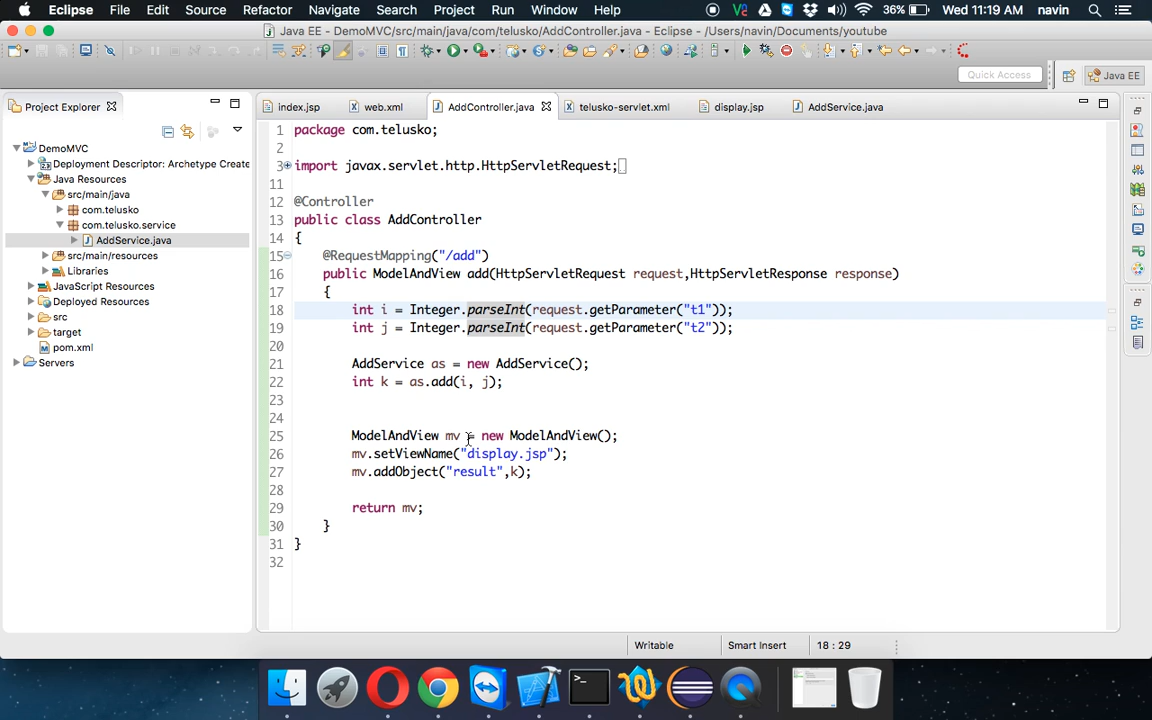 Eclipse File Edit Source Refactor Navigate Search Project Run Window Help 36% Wed 11:19 AM navin
Java EE - DemoMVC/src/main/java/com/telusko/AddController.java - Eclipse - /Users/navin/Documents/youtube
Quick Access Java EE
Project Explorer
DemoMVC
Deployment Descriptor: Archetype Create
Java Resources
src/main/java
com.telusko
com.telusko.service
AddService.java
src/main/resources
Libraries
JavaScript Resources
Deployed Resources
src
target
pom.xml
Servers
index.jsp web.xml AddController.java telusko-servlet.xml display.jsp AddService.java
1 package com.telusko;
2
3 import javax.servlet.http.HttpServletRequest;
11
12 @Controller
13 public class AddController
14 {
15 @RequestMapping("/add")
16 public ModelAndView add(HttpServletRequest request,HttpServletResponse response)
17 {
18 int i = Integer.parseInt(request.getParameter("t1"));
19 int j = Integer.parseInt(request.getParameter("t2"));
20
21 AddService as = new AddService();
22 int k = as.add(i, j);
23
24
25 ModelAndView mv = new ModelAndView();
26 mv.setViewName("display.jsp");
27 mv.addObject("result",k);
28
29 return mv;
30 }
31 }
32
Writable Smart Insert 18 : 29